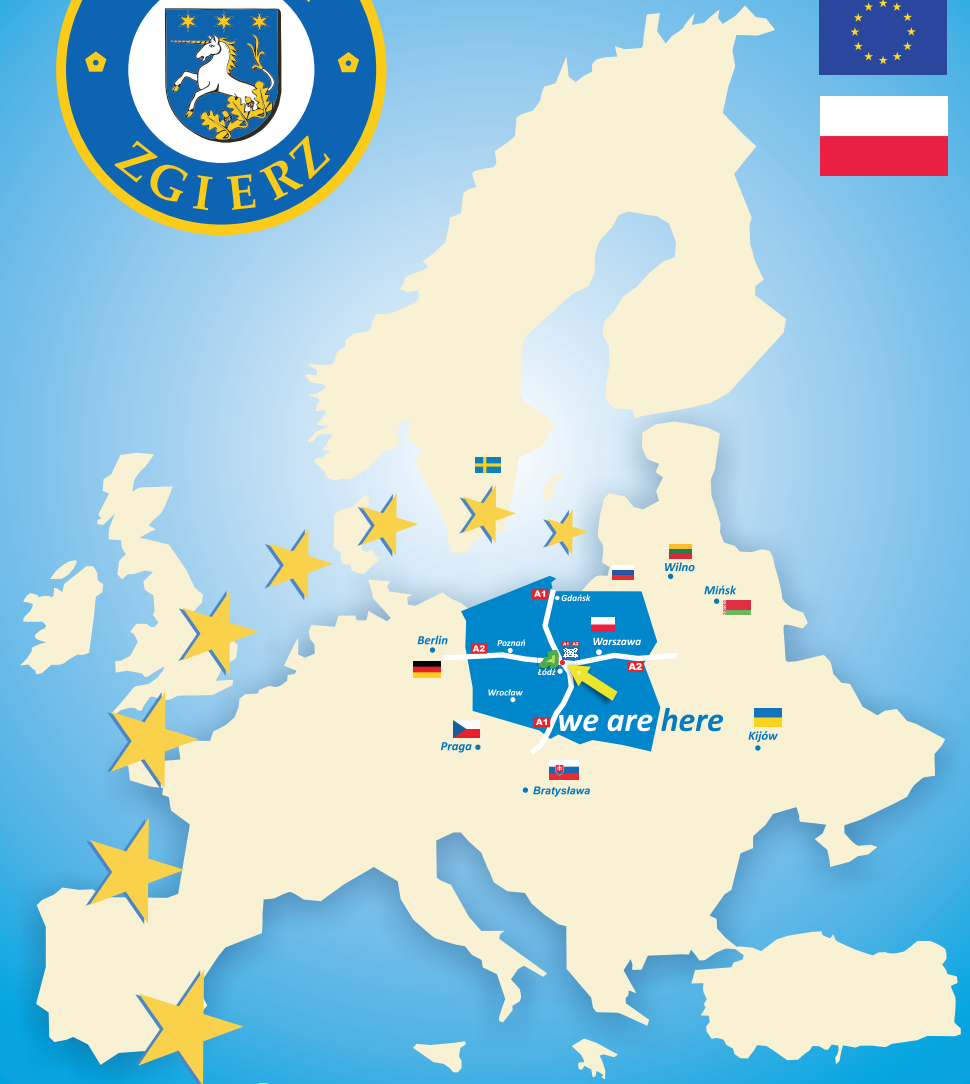 ZGIERZ
Wilno
Mińsk
A1
Gdańsk
Berlin
A2
Poznań
A1 A2
Warszawa
A2
Łódź
Wrocław
A1
we are here
Kijów
Praga
Bratysława